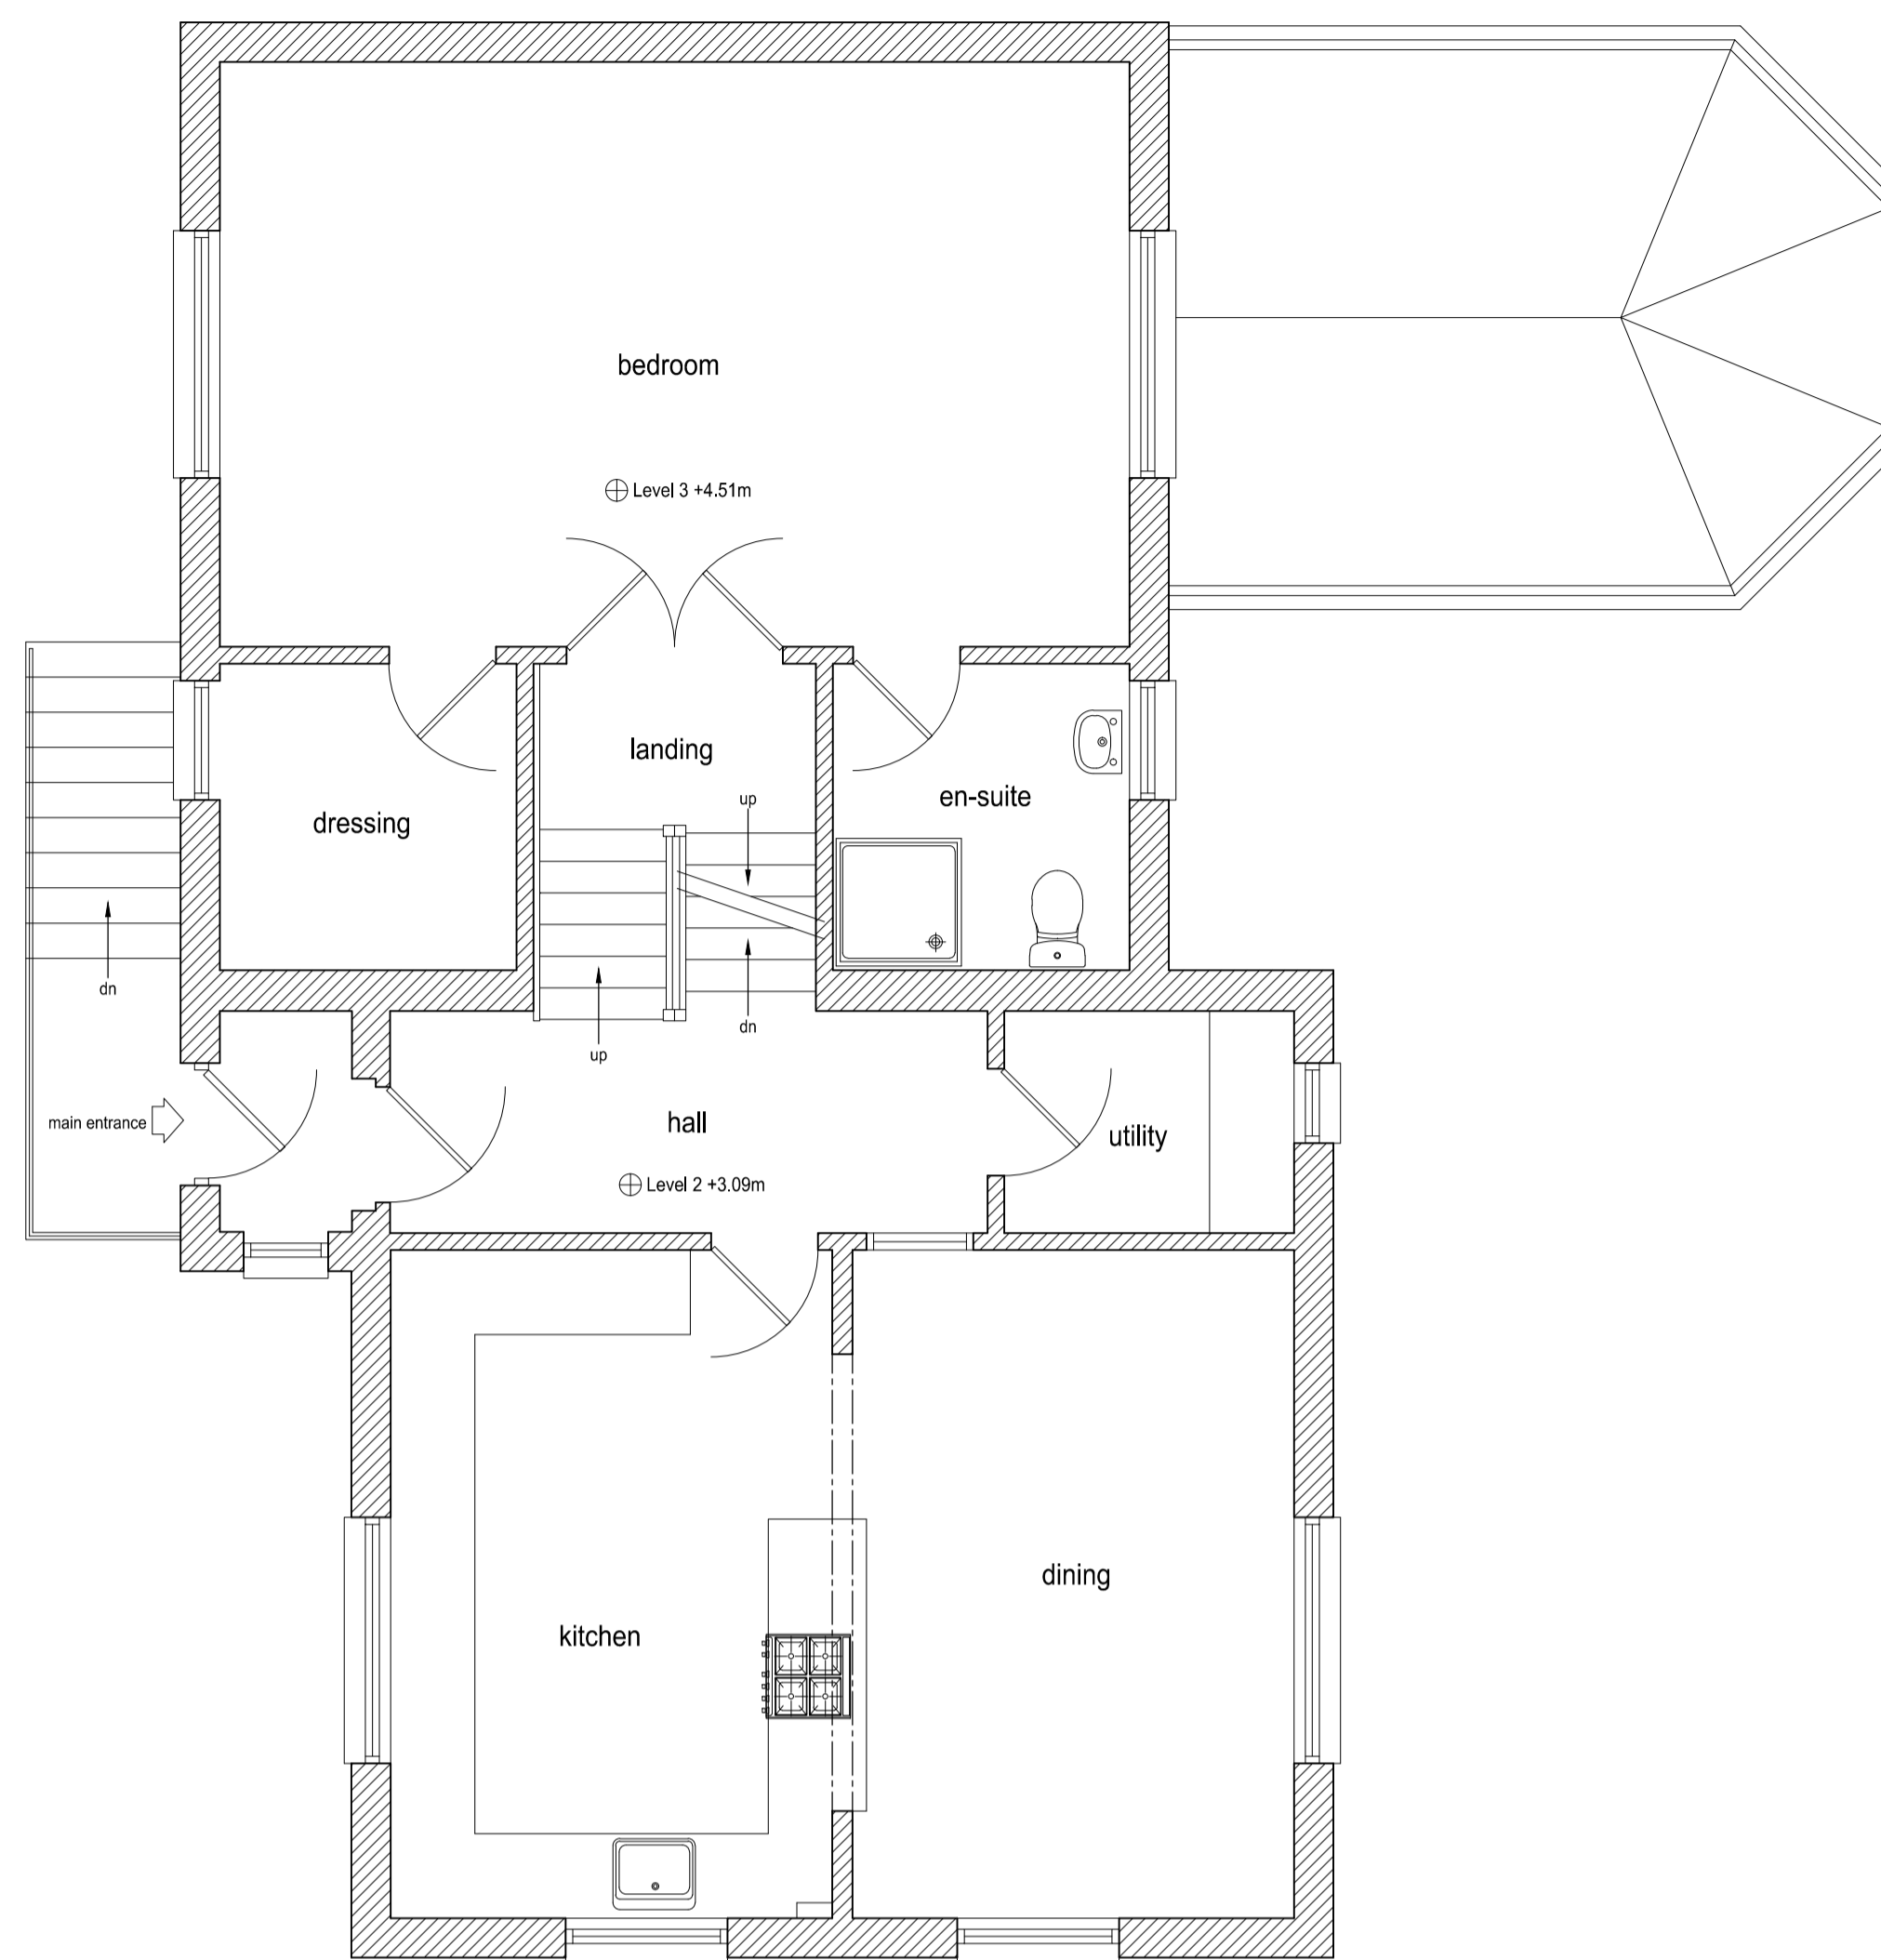 bedroom
Level 3 +4.51m
landing
up
en-suite
dressing
dn
dn
up
main entrance
hall
utility
Level 2 +3.09m
dining
kitchen